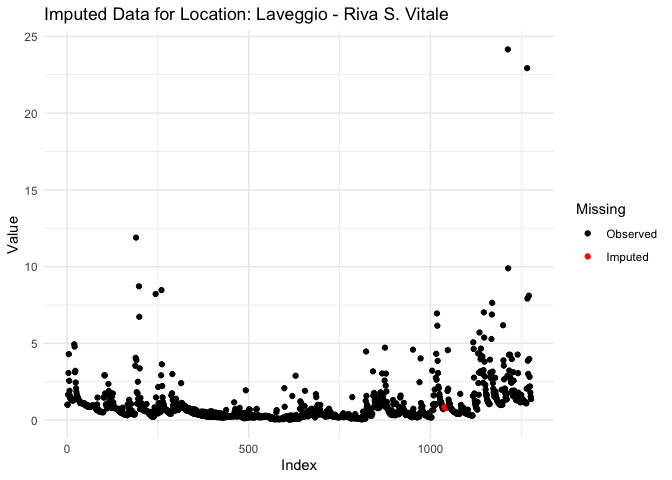 Imputed Data for Location: Laveggio - Riva S. Vitale
25
20
15
10
5
0
Value
0
500
1000
Index
Missing
Observed
Imputed